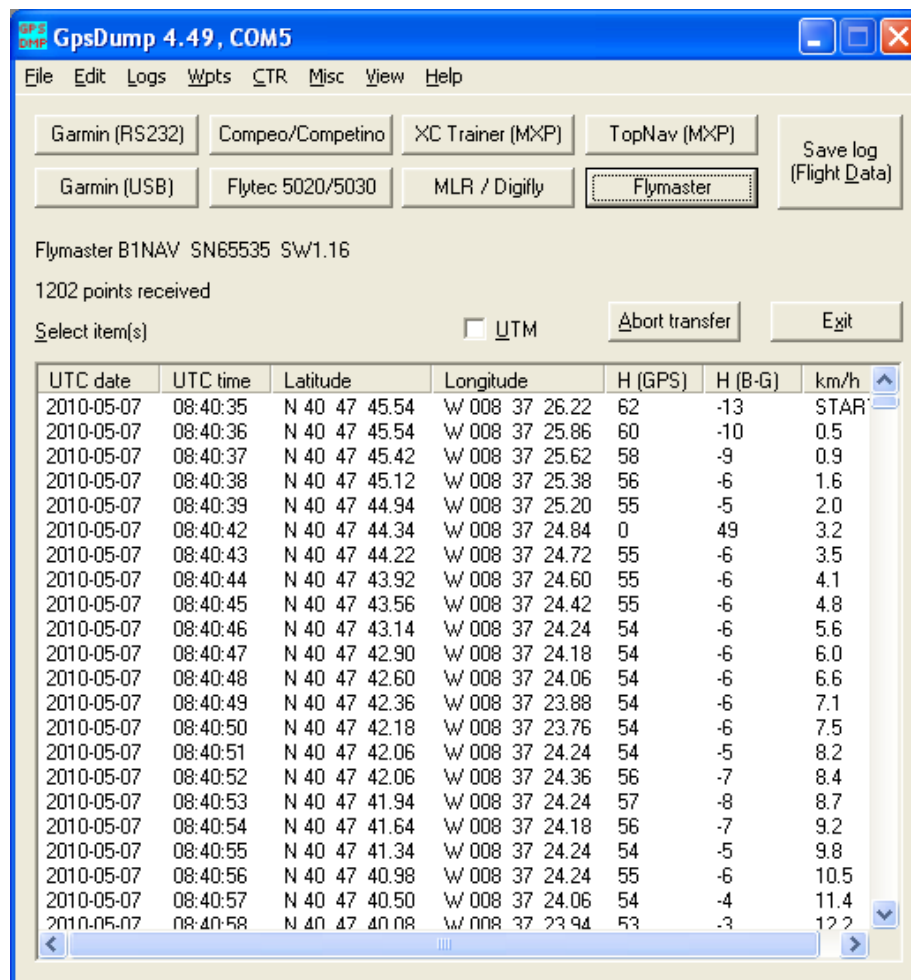 GPS DMP GpsDump 4.49, COM5
File Edit Logs Wpts CTR Misc View Help
Garmin (RS232) Compeo/Competino XC Trainer (MXP) TopNav (MXP) Save log (Flight Data)
Garmin (USB) Flytec 5020/5030 MLR / Digifly Flymaster
Flymaster B1NAV SN65535 SW1.16
1202 points received
Select item(s) UTM Abort transfer Exit
UTC date UTC time Latitude Longitude H (GPS) H (B-G) km/h
2010-05-07 08:40:35 N 40 47 45.54 W 008 37 26.22 62 -13 START
2010-05-07 08:40:36 N 40 47 45.54 W 008 37 25.86 60 -10 0.5
2010-05-07 08:40:37 N 40 47 45.42 W 008 37 25.62 58 -9 0.9
2010-05-07 08:40:38 N 40 47 45.12 W 008 37 25.38 56 -6 1.6
2010-05-07 08:40:39 N 40 47 44.94 W 008 37 25.20 55 -5 2.0
2010-05-07 08:40:42 N 40 47 44.34 W 008 37 24.84 0 49 3.2
2010-05-07 08:40:43 N 40 47 44.22 W 008 37 24.72 55 -6 3.5
2010-05-07 08:40:44 N 40 47 43.92 W 008 37 24.60 55 -6 4.1
2010-05-07 08:40:45 N 40 47 43.56 W 008 37 24.42 55 -6 4.8
2010-05-07 08:40:46 N 40 47 43.14 W 008 37 24.24 54 -6 5.6
2010-05-07 08:40:47 N 40 47 42.90 W 008 37 24.18 54 -6 6.0
2010-05-07 08:40:48 N 40 47 42.60 W 008 37 24.06 54 -6 6.6
2010-05-07 08:40:49 N 40 47 42.36 W 008 37 23.88 54 -6 7.1
2010-05-07 08:40:50 N 40 47 42.18 W 008 37 23.76 54 -6 7.5
2010-05-07 08:40:51 N 40 47 42.06 W 008 37 24.24 54 -5 8.2
2010-05-07 08:40:52 N 40 47 42.06 W 008 37 24.36 56 -7 8.4
2010-05-07 08:40:53 N 40 47 41.94 W 008 37 24.24 57 -8 8.7
2010-05-07 08:40:54 N 40 47 41.64 W 008 37 24.18 56 -7 9.2
2010-05-07 08:40:55 N 40 47 41.34 W 008 37 24.24 54 -5 9.8
2010-05-07 08:40:56 N 40 47 40.98 W 008 37 24.24 55 -6 10.5
2010-05-07 08:40:57 N 40 47 40.50 W 008 37 24.06 54 -4 11.4
2010-05-07 08:40:58 N 40 47 40.08 W 008 37 23.94 53 -3 12.2